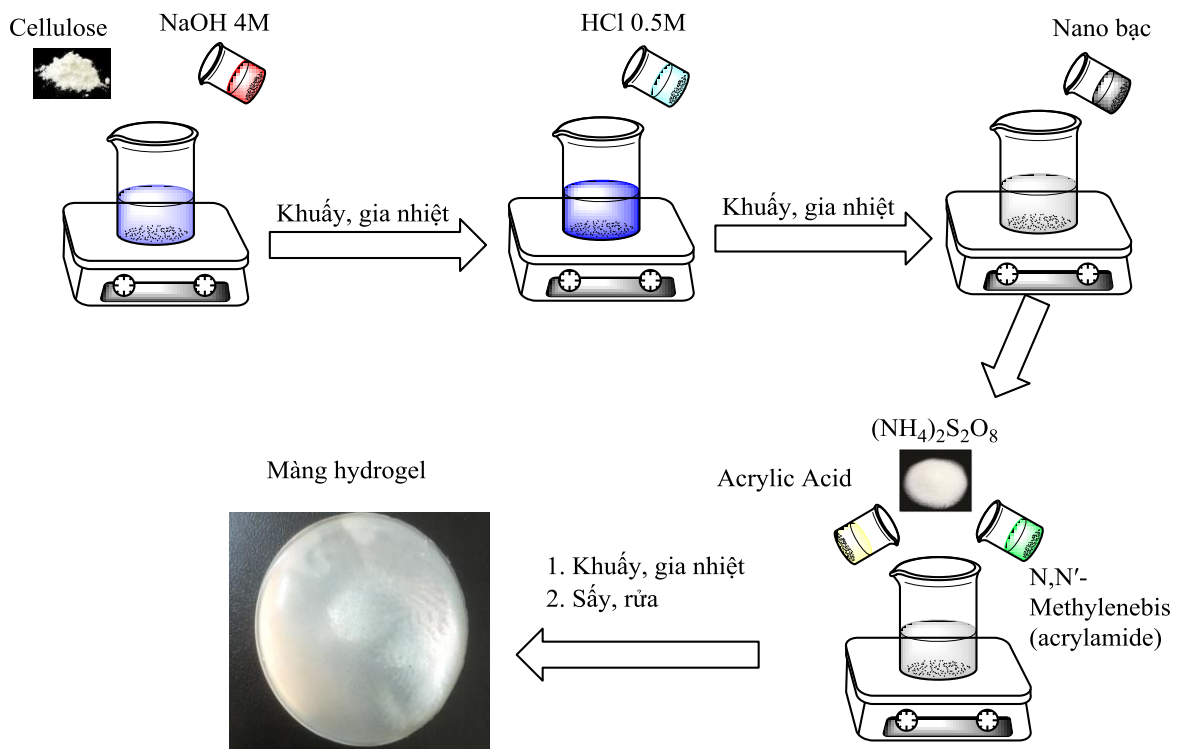 Cellulose
NaOH 4M
HCl 0.5M
Nano bạc
Khuấy, gia nhiệt
Khuấy, gia nhiệt
(NH₄)₂S₂O₈
Acrylic Acid
N,N′-
Methylenebis
(acrylamide)
1. Khuấy, gia nhiệt
2. Sấy, rửa
Màng hydrogel